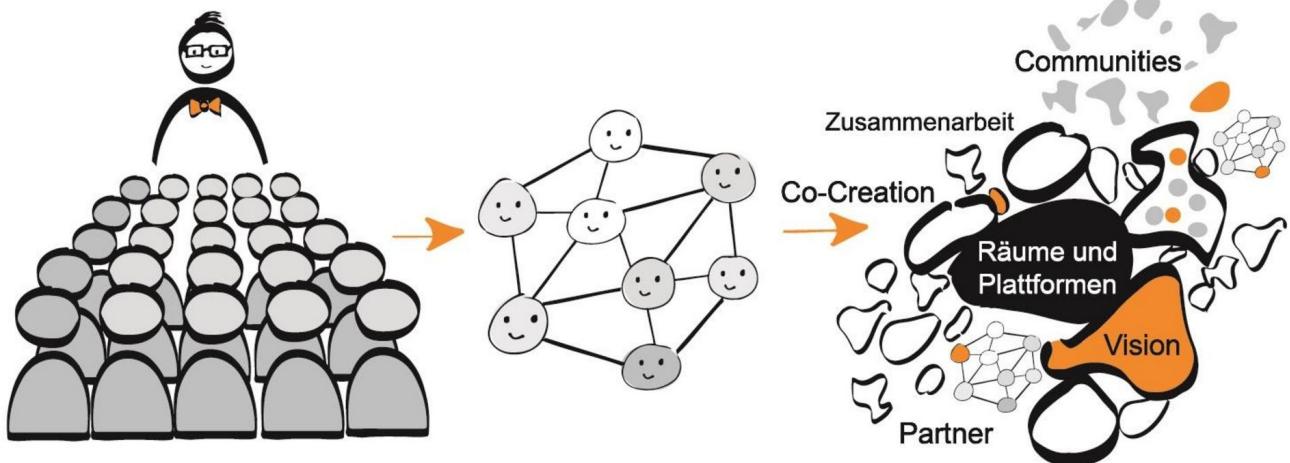 Communities
Zusammenarbeit
Co-Creation
Räume und
Plattformen
Vision
Partner